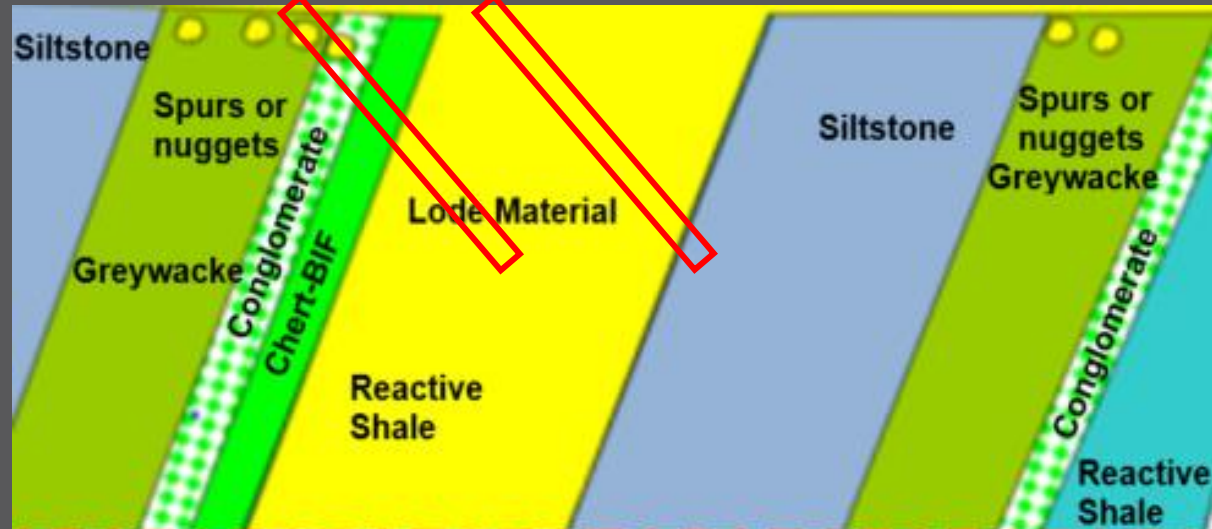 Siltstone
Spurs or
nuggets
Greywacke
Conglomerate
Chert-BIF
Lode Material
Reactive
Shale
Siltstone
Spurs or
nuggets
Greywacke
Conglomerate
Reactive
Shale